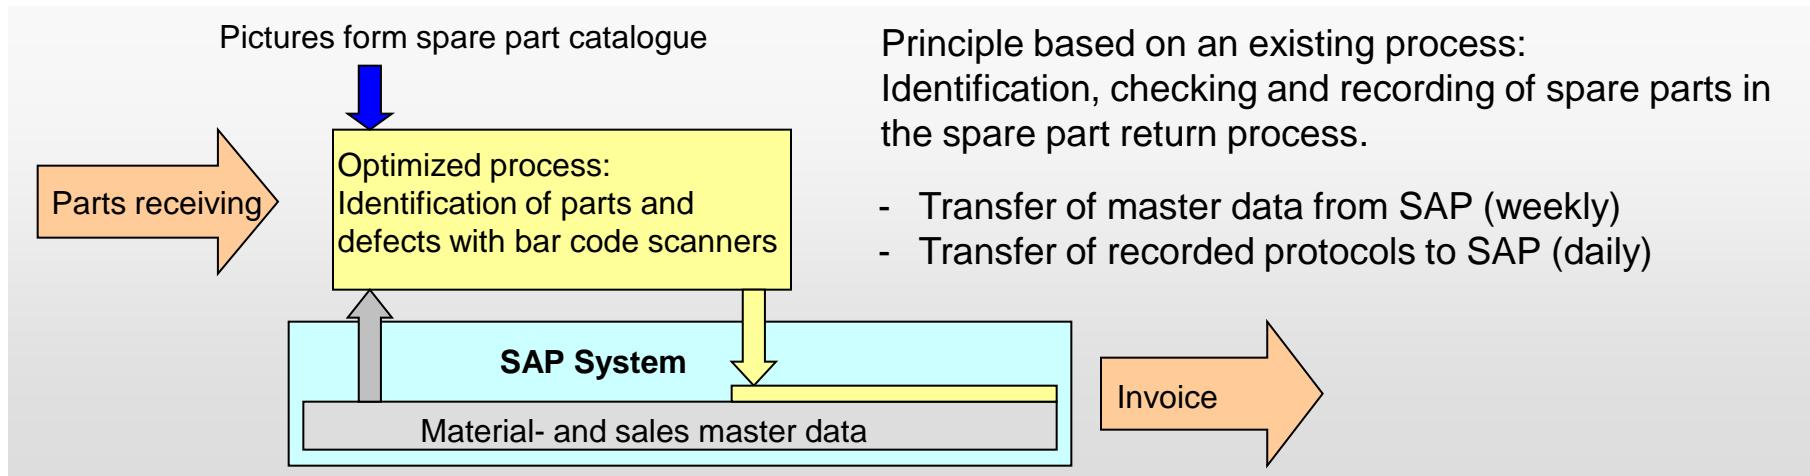 Pictures form spare part catalogue
Principle based on an existing process:
Identification, checking and recording of spare parts in
the spare part return process.
- Transfer of master data from SAP (weekly)
- Transfer of recorded protocols to SAP (daily)
Parts receiving
Optimized process:
Identification of parts and
defects with bar code scanners
SAP System
Material- and sales master data
Invoice